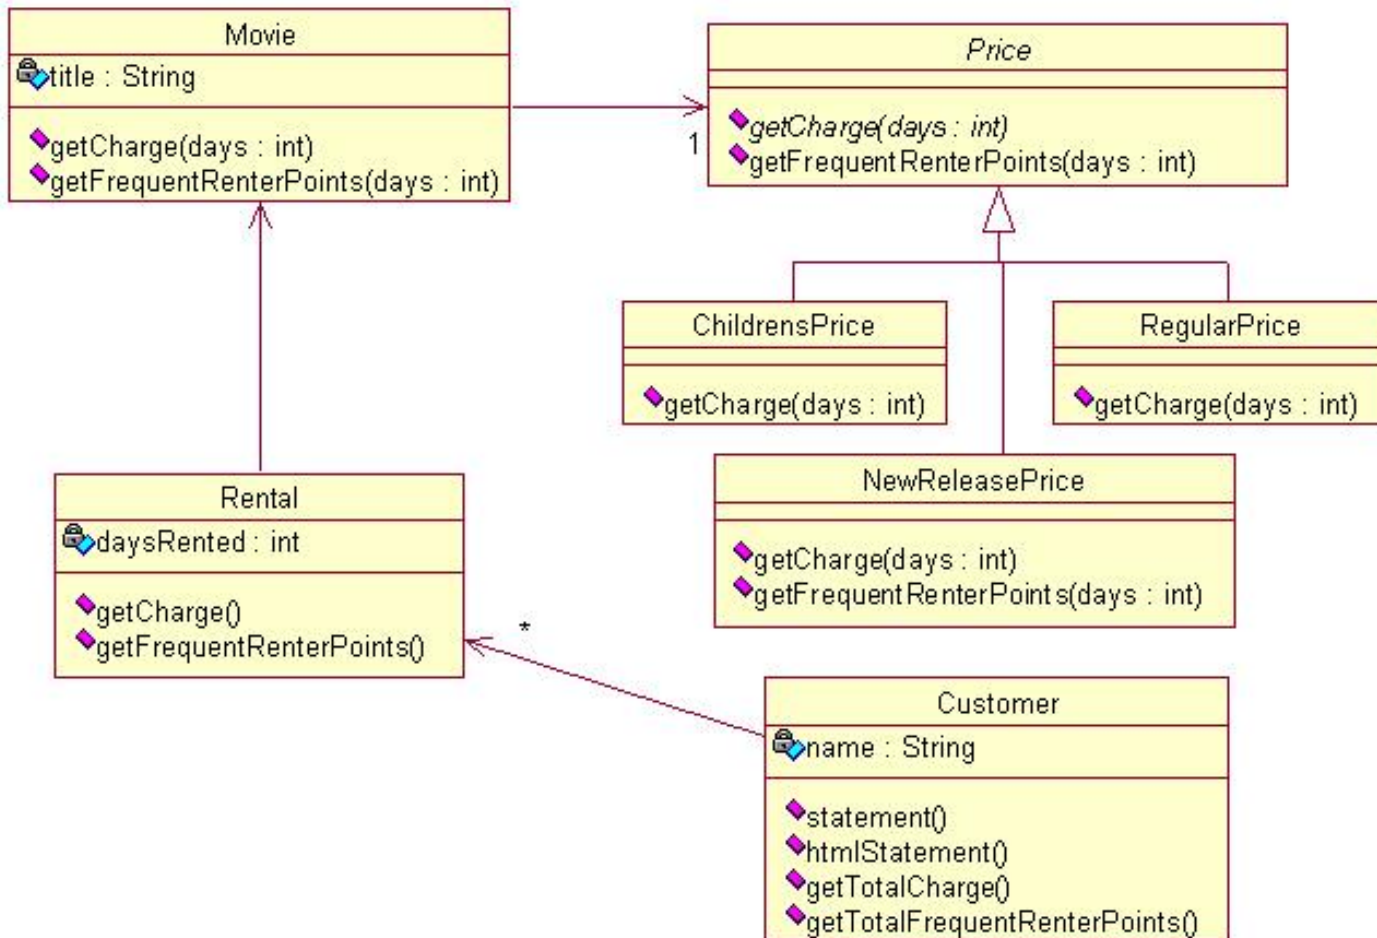 Movie
title : String
getCharge(days : int)
getFrequentRenterPoints(days : int)
Price
getCharge(days : int)
getFrequentRenterPoints(days : int)
1
ChildrensPrice
getCharge(days : int)
RegularPrice
getCharge(days : int)
NewReleasePrice
getCharge(days : int)
getFrequentRenterPoints(days : int)
Rental
daysRented : int
getCharge()
getFrequentRenterPoints()
*
Customer
name : String
statement()
htmlStatement()
getTotalCharge()
getTotalFrequentRenterPoints()